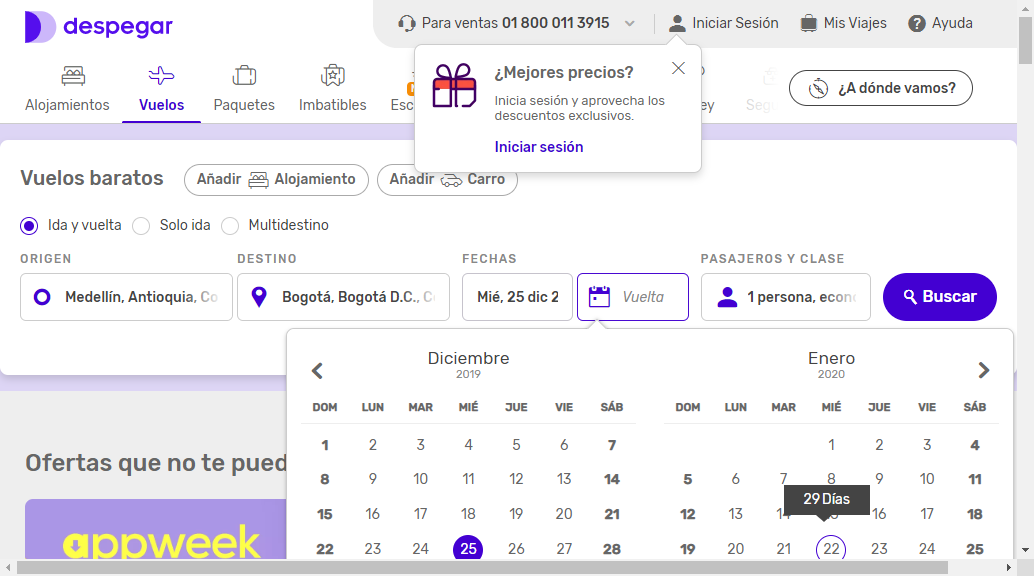 despegar
Para ventas 01 800 011 3915
Iniciar Sesión
Mis Viajes
Ayuda
Alojamientos
Vuelos
Paquetes
Imbatibles
¿A dónde vamos?
¿Mejores precios?
Inicia sesión y aprovecha los
descuentos exclusivos.
Iniciar sesión
Vuelos baratos
Añadir Alojamiento
Añadir Carro
Ida y vuelta
Solo ida
Multidestino
ORIGEN
DESTINO
FECHAS
PASAJEROS Y CLASE
Medellín, Antioquia, Co
Bogotá, Bogotá D.C., C
Mié, 25 dic 2
Vuelta
1 persona, econ
Buscar
Diciembre
2019
Enero
2020
DOM LUN MAR MIÉ JUE VIE SÁB
DOM LUN MAR MIÉ JUE VIE SÁB
1 2 3 4 5 6 7
1 2 3 4
8 9 10 11 12 13 14
5 6 7 8 9 10 11
29 Días
15 16 17 18 19 20 21
12 13 14 15 16 17 18
22 23 24 25 26 27 28
19 20 21 22 23 24 25
Ofertas que no te pued
appweek